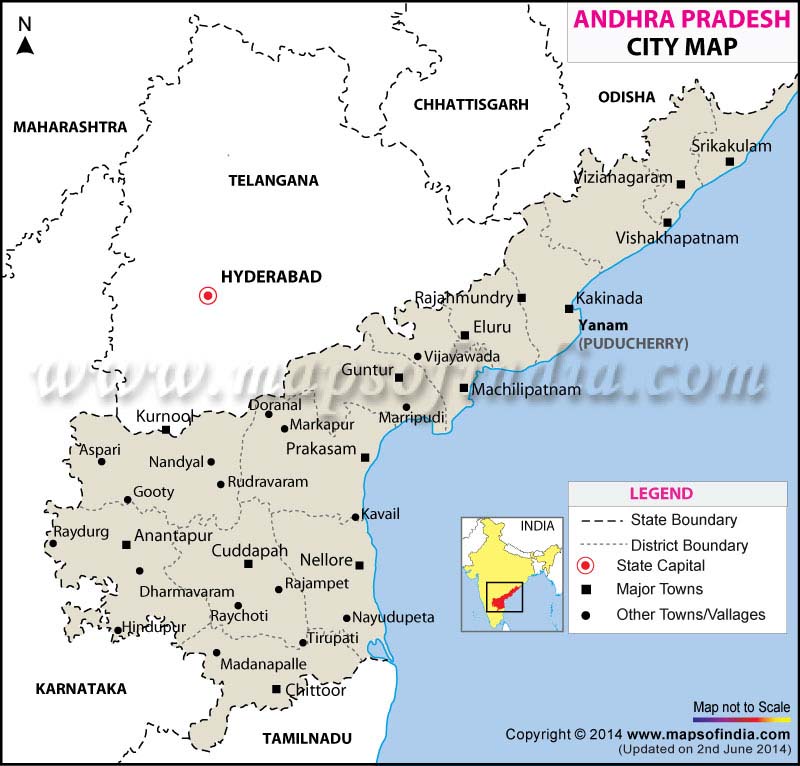 N
ANDHRA PRADESH
CITY MAP
ODISHA
CHHATTISGARH
MAHARASHTRA
Srikakulam
Vizianagaram
TELANGANA
Vishakhapatnam
HYDERABAD
Rajahmundry
Kakinada
Yanam
(PUDUCHERRY)
Eluru
Vijayawada
Guntur
www.mapsofindia.com
Machilipatnam
Doranal
Marripudi
Kurnool
Markapur
Prakasam
Aspari
Nandyal
Rudravaram
Gooty
Kavail
Raydurg
Anantapur
Cuddapah
Nellore
Dharmavaram
Rajampet
Raychoti
Nayudupeta
Hindupur
Tirupati
Madanapalle
Chittoor
KARNATAKA
TAMILNADU
INDIA
LEGEND
State Boundary
District Boundary
State Capital
Major Towns
Other Towns/Vallages
Map not to Scale
Copyright © 2014 www.mapsofindia.com
(Updated on 2nd June 2014)